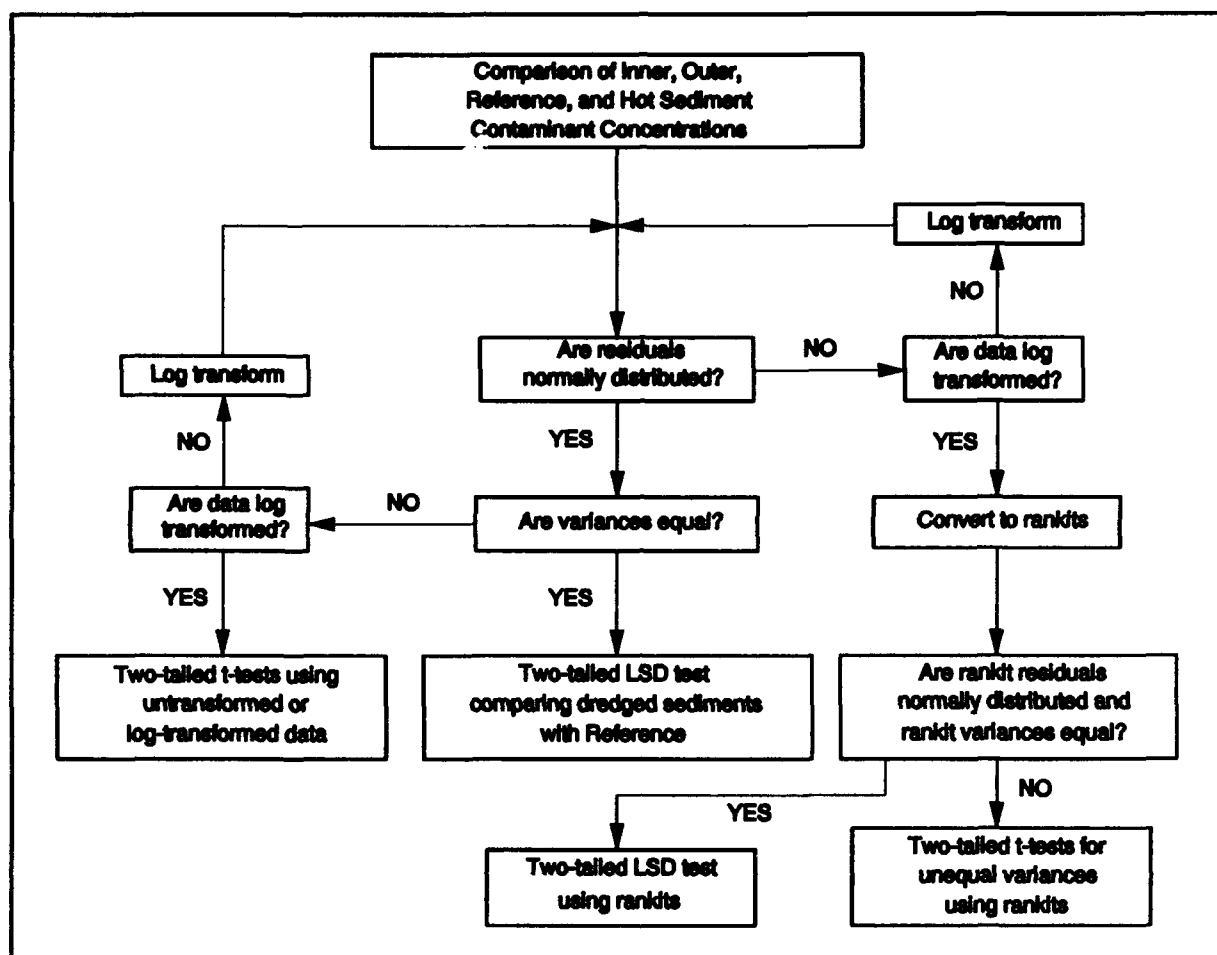 Comparison of Inner, Outer,
Reference, and Hot Sediment
Contaminant Concentrations
Log transform
NO
Are residuals
normally distributed?
NO
Are data log
transformed?
Log transform
YES
YES
NO
Are data log
transformed?
NO
Are variances equal?
Convert to rankits
YES
YES
Two-tailed t-tests using
untransformed or
log-transformed data
Two-tailed LSD test
comparing dredged sediments
with Reference
Are rankit residuals
normally distributed and
rankit variances equal?
YES
NO
Two-tailed LSD test
using rankits
Two-tailed t-tests for
unequal variances
using rankits